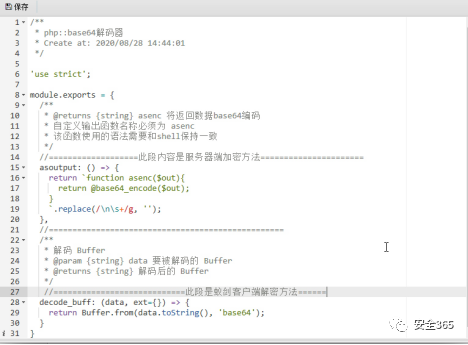 保存
1 /**
2  * php::base64解码器
3  * Create at: 2020/08/28 14:44:01
4  */
5
6 'use strict';
7
8 module.exports = {
9   /**
10    * @returns {string} asenc 将返回数据base64编码
11    * 自定义输出函数名称必须为 asenc
12    * 该函数使用的语法需要和shell保持一致
13    */
14   //====================此段内容是服务器端加密方法=======================
15   asoutput: () => {
16     return `function asenc($out){
17       return @base64_encode($out);
18     }
19     `.replace(/\n\s+/g, '');
20   },
21   //====================================================
22   /**
23    * 解码 Buffer
24    * @param {string} data 要被解码的 Buffer
25    * @returns {string} 解码后的 Buffer
26    */
27    //=============================此段是蚁剑客户端解密方法======
28   decode_buff: (data, ext={}) => {
29     return Buffer.from(data.toString(), 'base64');
30   }
31 }
安全365